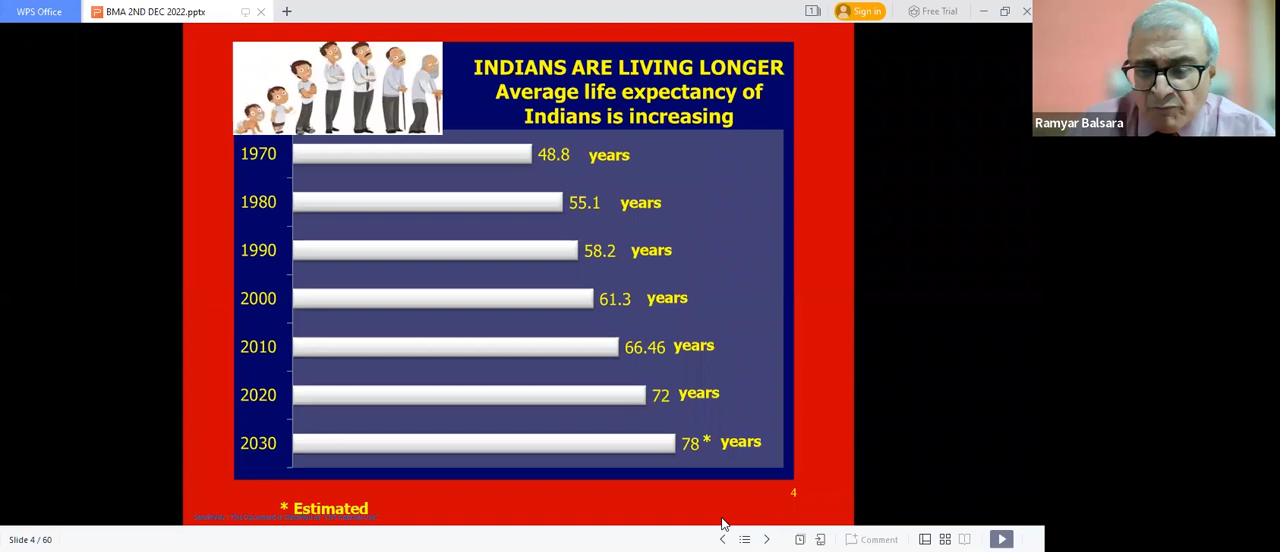 WPS Office
BMA 2ND DEC 2022.pptx
1
Sign in
Free Trial
INDIANS ARE LIVING LONGER
Average life expectancy of
Indians is increasing
1970 48.8 years
1980 55.1 years
1990 58.2 years
2000 61.3 years
2010 66.46 years
2020 72 years
2030 78* years
4
* Estimated
Slide 4 / 60
Comment
Ramyar Balsara